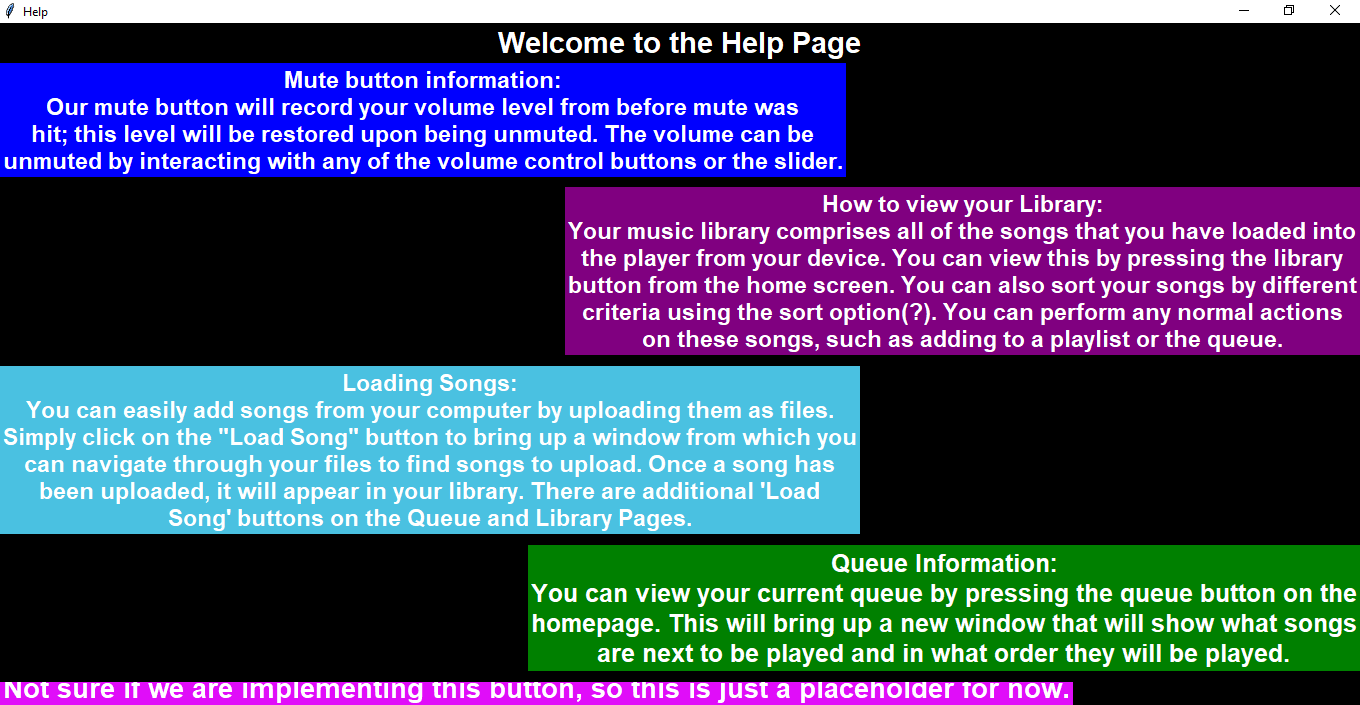 Help
Welcome to the Help Page
Mute button information:
Our mute button will record your volume level from before mute was
hit; this level will be restored upon being unmuted. The volume can be
unmuted by interacting with any of the volume control buttons or the slider.
How to view your Library:
Your music library comprises all of the songs that you have loaded into
the player from your device. You can view this by pressing the library
button from the home screen. You can also sort your songs by different
criteria using the sort option(?). You can perform any normal actions
on these songs, such as adding to a playlist or the queue.
Loading Songs:
You can easily add songs from your computer by uploading them as files.
Simply click on the "Load Song" button to bring up a window from which you
can navigate through your files to find songs to upload. Once a song has
been uploaded, it will appear in your library. There are additional 'Load
Song' buttons on the Queue and Library Pages.
Queue Information:
You can view your current queue by pressing the queue button on the
homepage. This will bring up a new window that will show what songs
are next to be played and in what order they will be played.
Not sure if we are implementing this button, so this is just a placeholder for now.